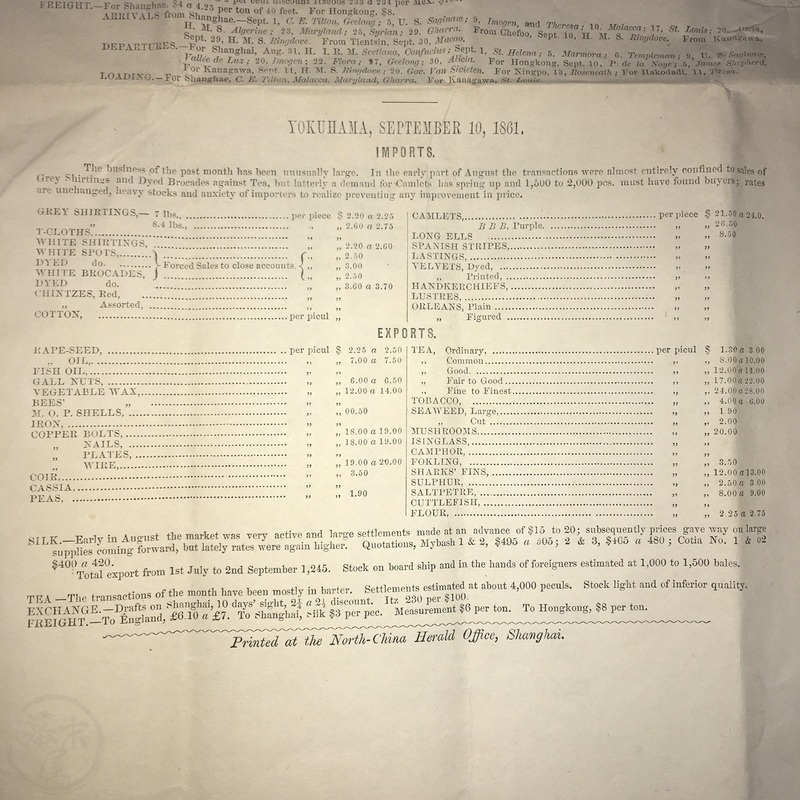 per cent discount Itzebous 233 a 234 per Mex.
FREIGHT.—For Shanghae. $4 a 4.25 per ton of 40 feet. For Hongkong, $8.
ARRIVALS from Shanghae.—Sept. 1, C. E. Tilton, Geelong; 5, U. S. Saginaw; 9, Imogen, and Theresa; 10. Malacca; 17, St. Louis; 20,
H. M. S. Algerine; 23, Maryland; 25, Syrian; 29, Gharra. From Chefoo, Sept. 10, H. M. S. Ringdove. From Kanagawa,
Sept. 29, H. M. S. Ringdove. From Tientsin, Sept. 30, Macao.
DEPARTURES.—For Shanghai, Aug. 31, H. I. R. M. Svetlana, Confucius; Sept. 1, St. Helena; 5, Marmora; 6, Templeman; 9, U. S. Saginaw,
Vallée de Luz; 20, Imogen; 22, Flora; 27, Geelong; 30, Alicia. For Hongkong, Sept. 10, P. de la Noye; 5, James Shepherd.
For Kanagawa, Sept. 11, H. M. S. Ringdove; 20, Gov. Van Swieten. For Ningpo, 13, Roseneath; For Hakodadi, 11, Theresa.
LOADING.—For Shanghae, C. E. Tilton, Malacca, Maryland, Gharra. For Kanagawa, St. Louis.
YOKUHAMA, SEPTEMBER 10, 1861.
IMPORTS.
The business of the past month has been unusually large. In the early part of August the transactions were almost entirely confined to sales of
Grey Shirtings and Dyed Brocades against Tea, but latterly a demand for Camlets has sprung up and 1,500 to 2,000 pcs. must have found buyers; rates
are unchanged, heavy stocks and anxiety of importers to realize preventing any improvement in price.
GREY SHIRTINGS,— 7 lbs., per piece $ 2.20 a 2.25
„ 8.4 lbs., „ „ 2.60 a 2.75
T-CLOTHS, „ „
WHITE SHIRTINGS, „ „ 2.20 a 2.60
WHITE SPOTS, „ „ 2.50
DYED do. Forced Sales to close accounts. „ „ 3.00
WHITE BROCADES, „ „ 2.50
DYED do. „ „ 3.60 a 3.70
CHINTZES, Red, „ „
„ Assorted, „ „
COTTON, per picul „
CAMLETS, per piece $ 21.50 a 24.0.
B B B, Purple. „ „ 26.50
LONG ELLS „ „ 8.50
SPANISH STRIPES, „ „
LASTINGS, „ „
VELVETS, Dyed, „ „
„ Printed, „ „
HANDKERCHIEFS, „ „
LUSTRES, „ „
ORLEANS, Plain „ „
„ Figured „ „
EXPORTS.
RAPE-SEED, per picul $ 2.25 a 2.50
„ OIL, „ „ 7.00 a 7.50
FISH OIL, „ „
GALL NUTS, „ „ 6.00 a 6.50
VEGETABLE WAX, „ „ 12.00 a 14.00
BEES' „ „ „
M. O. P. SHELLS, „ „ 00.50
IRON, „ „
COPPER BOLTS, „ „ 18.00 a 19.00
„ NAILS, „ „ 18.00 a 19.00
„ PLATES, „ „
„ WIRE, „ „ 19.00 a 20.00
COIR, „ „ 3.50
CASSIA, „ „
PEAS, „ „ 1.90
TEA, Ordinary, per picul $ 1.30 a 3 00
„ Common „ „ 8.00 a 10.00
„ Good. „ „ 12.00 a 14.00
„ Fair to Good „ „ 17.00 a 22.00
„ Fine to Finest „ „ 24.00 a 28.00
TOBACCO, „ „ 4.00 a 6.00
SEAWEED, Large, „ „ 1.90
„ Cut „ „ 2.00
MUSHROOMS „ „ 20.00
ISINGLASS, „ „
CAMPHOR, „ „
FOKLING, „ „ 3.50
SHARKS' FINS, „ „ 12.00 a 13.00
SULPHUR, „ „ 2.50 a 3 00
SALTPETRE, „ „ 8.00 a 9.00
CUTTLEFISH, „ „
FLOUR, „ „ 2 25 a 2.75
SILK.—Early in August the market was very active and large settlements made at an advance of $15 to 20; subsequently prices gave way on large
supplies coming forward, but lately rates were again higher. Quotations, Mybash 1 & 2, $495 a 505; 2 & 3, $465 a 480; Cotia No. 1 & 02
$400 a 420.
Total export from 1st July to 2nd September 1,245. Stock on board ship and in the hands of foreigners estimated at 1,000 to 1,500 bales.
TEA—The transactions of the month have been mostly in barter. Settlements estimated at about 4,000 peculs. Stock light and of inferior quality.
EXCHANGE.—Drafts on Shanghai, 10 days' sight, 2¼ a 2½ discount. Itz 230 per $100.
FREIGHT.—To England, £6.10 a £7. To Shanghai, Silk $3 per pec. Measurement $6 per ton. To Hongkong, $8 per ton.
Printed at the North-China Herald Office, Shanghai.